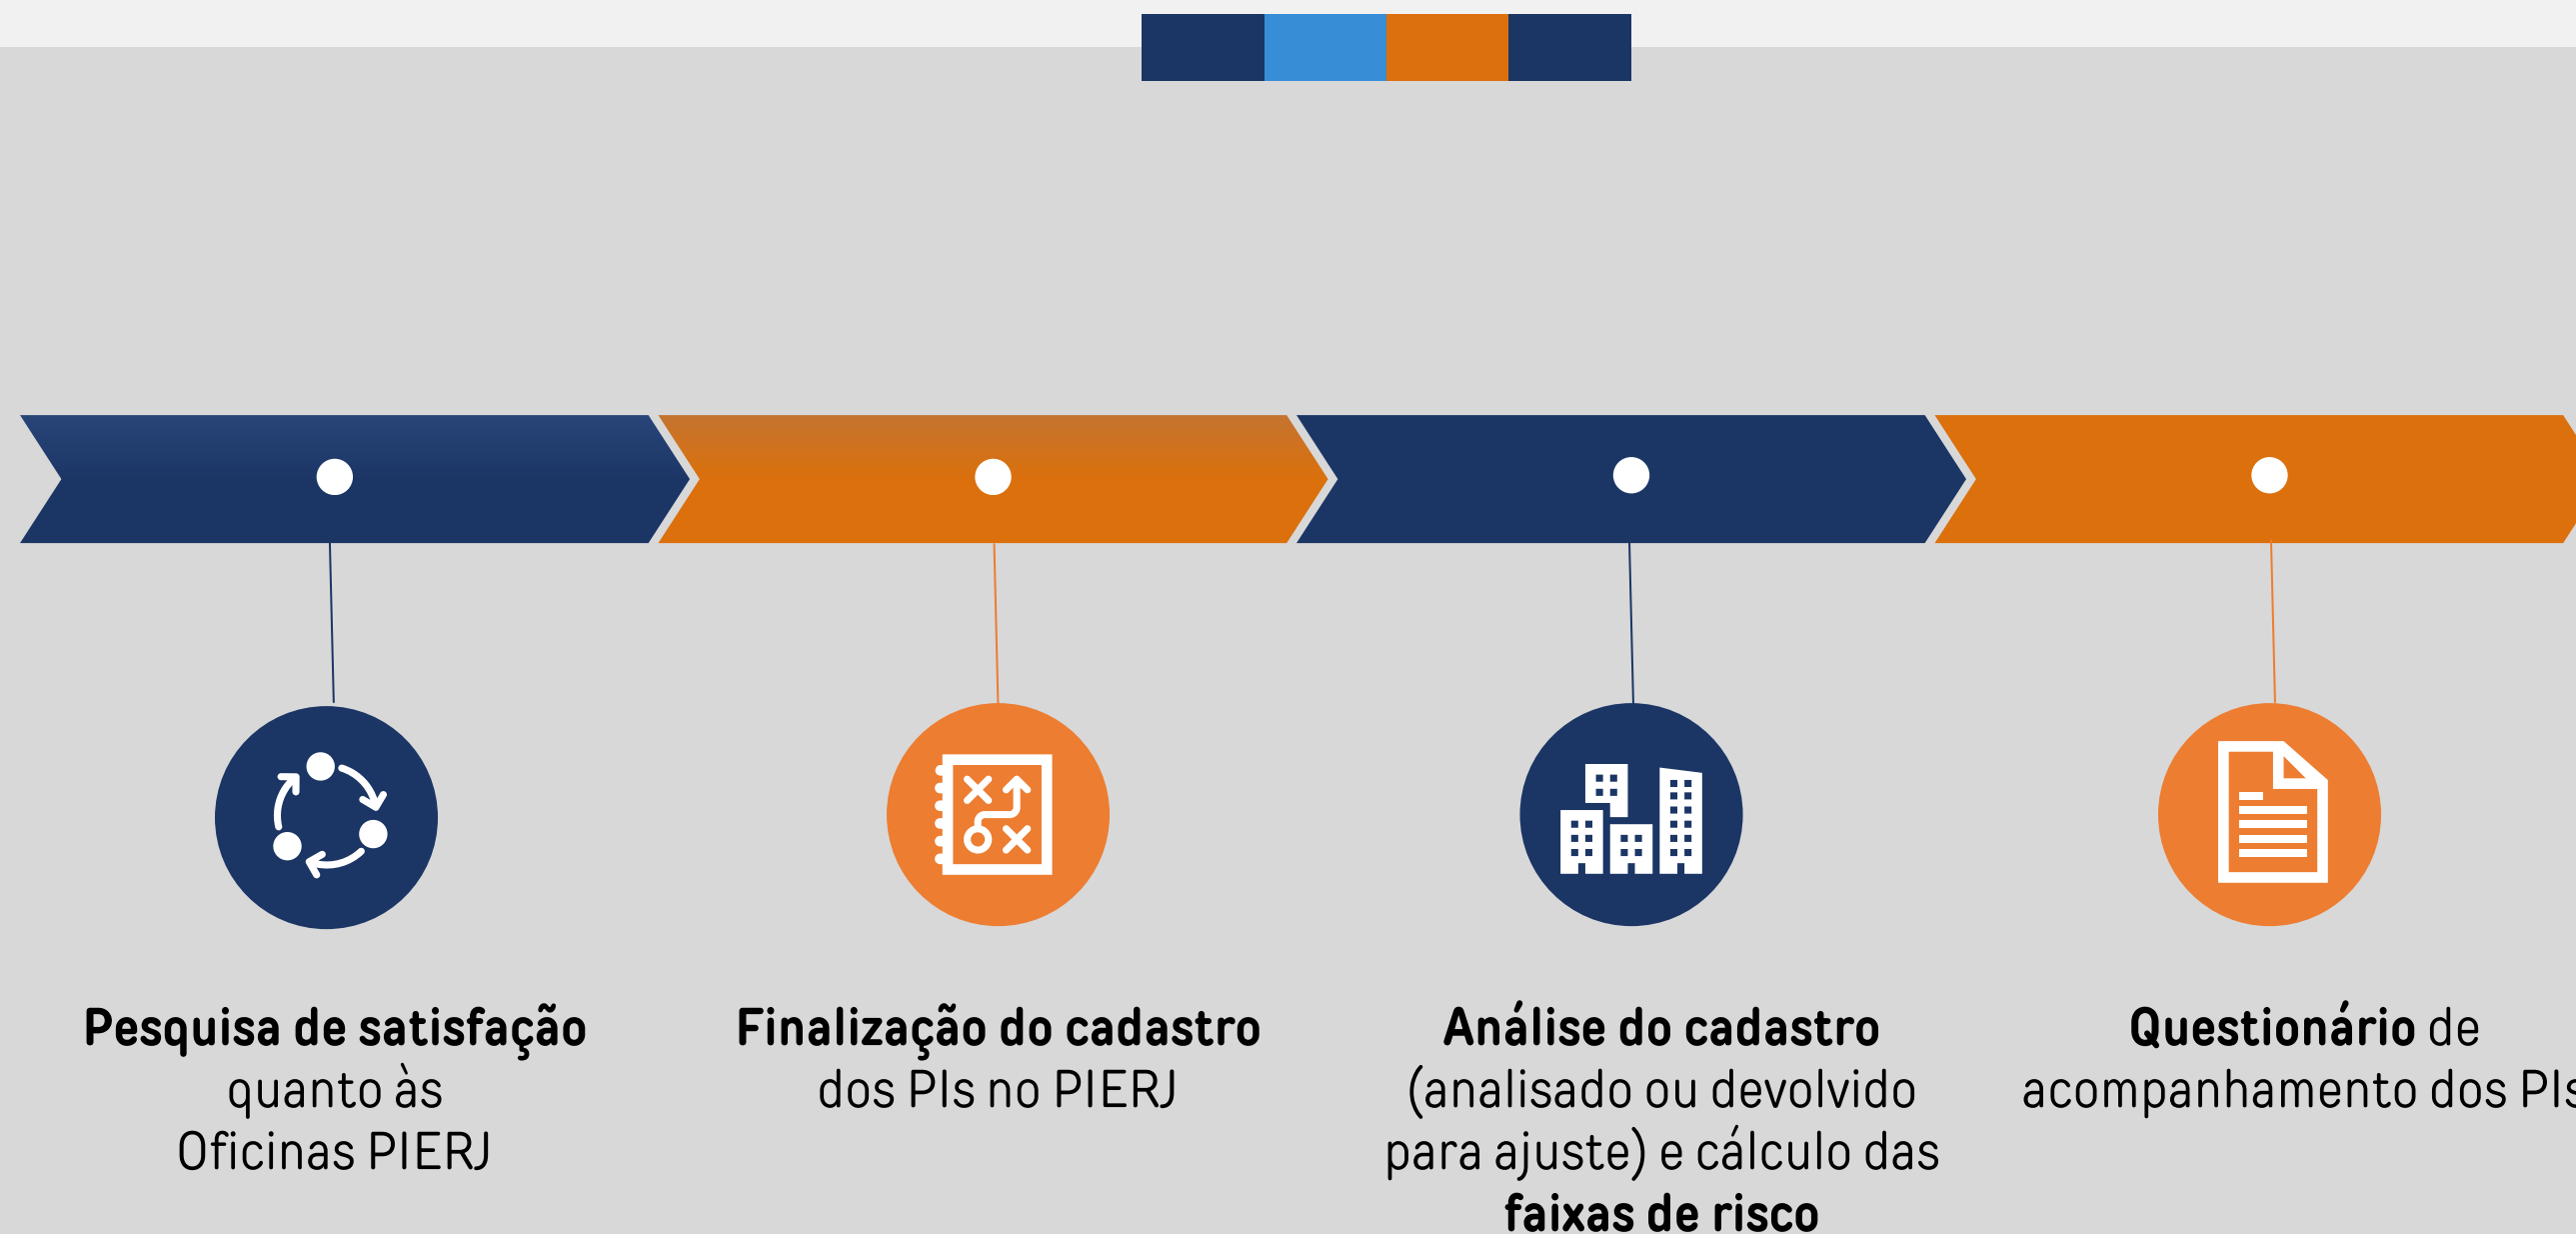 Pesquisa de satisfação
quanto às
Oficinas PIERJ
Finalização do cadastro
dos PIs no PIERJ
Análise do cadastro
(analisado ou devolvido
para ajuste) e cálculo das
faixas de risco
Questionário de
acompanhamento dos PIs